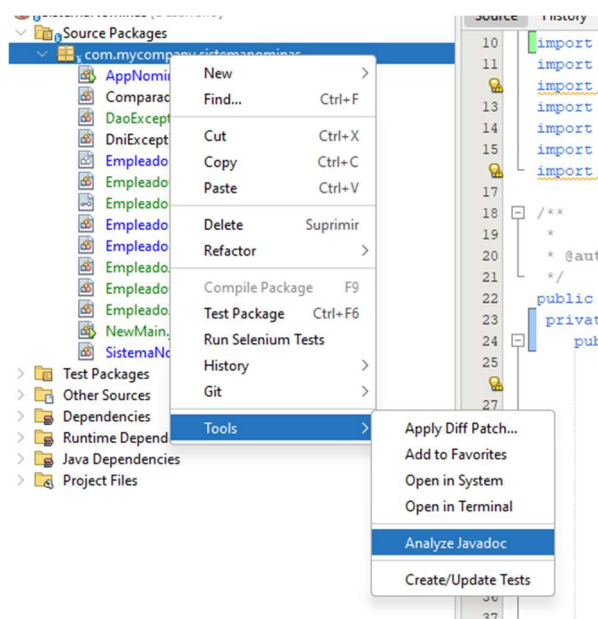 Source Packages
com.mycompany.sistemanominas
AppNomin
Comparac
DaoExcept
DniExcept
Empleado
Empleado
Empleado
Empleado
Empleado
Empleado
Empleado
Empleado
NewMain.
SistemaNo
Test Packages
Other Sources
Dependencies
Runtime Depend
Java Dependencies
Project Files
New
Find... Ctrl+F
Cut Ctrl+X
Copy Ctrl+C
Paste Ctrl+V
Delete Suprimir
Refactor
Compile Package F9
Test Package Ctrl+F6
Run Selenium Tests
History
Git
Tools
Apply Diff Patch...
Add to Favorites
Open in System
Open in Terminal
Analyze Javadoc
Create/Update Tests
Source History
10 import
11 import
import
13 import
14 import
15 import
import
17
18 /**
19 *
20 * @aut
21 */
22 public
23 privat
24 pub
25
27
36
37